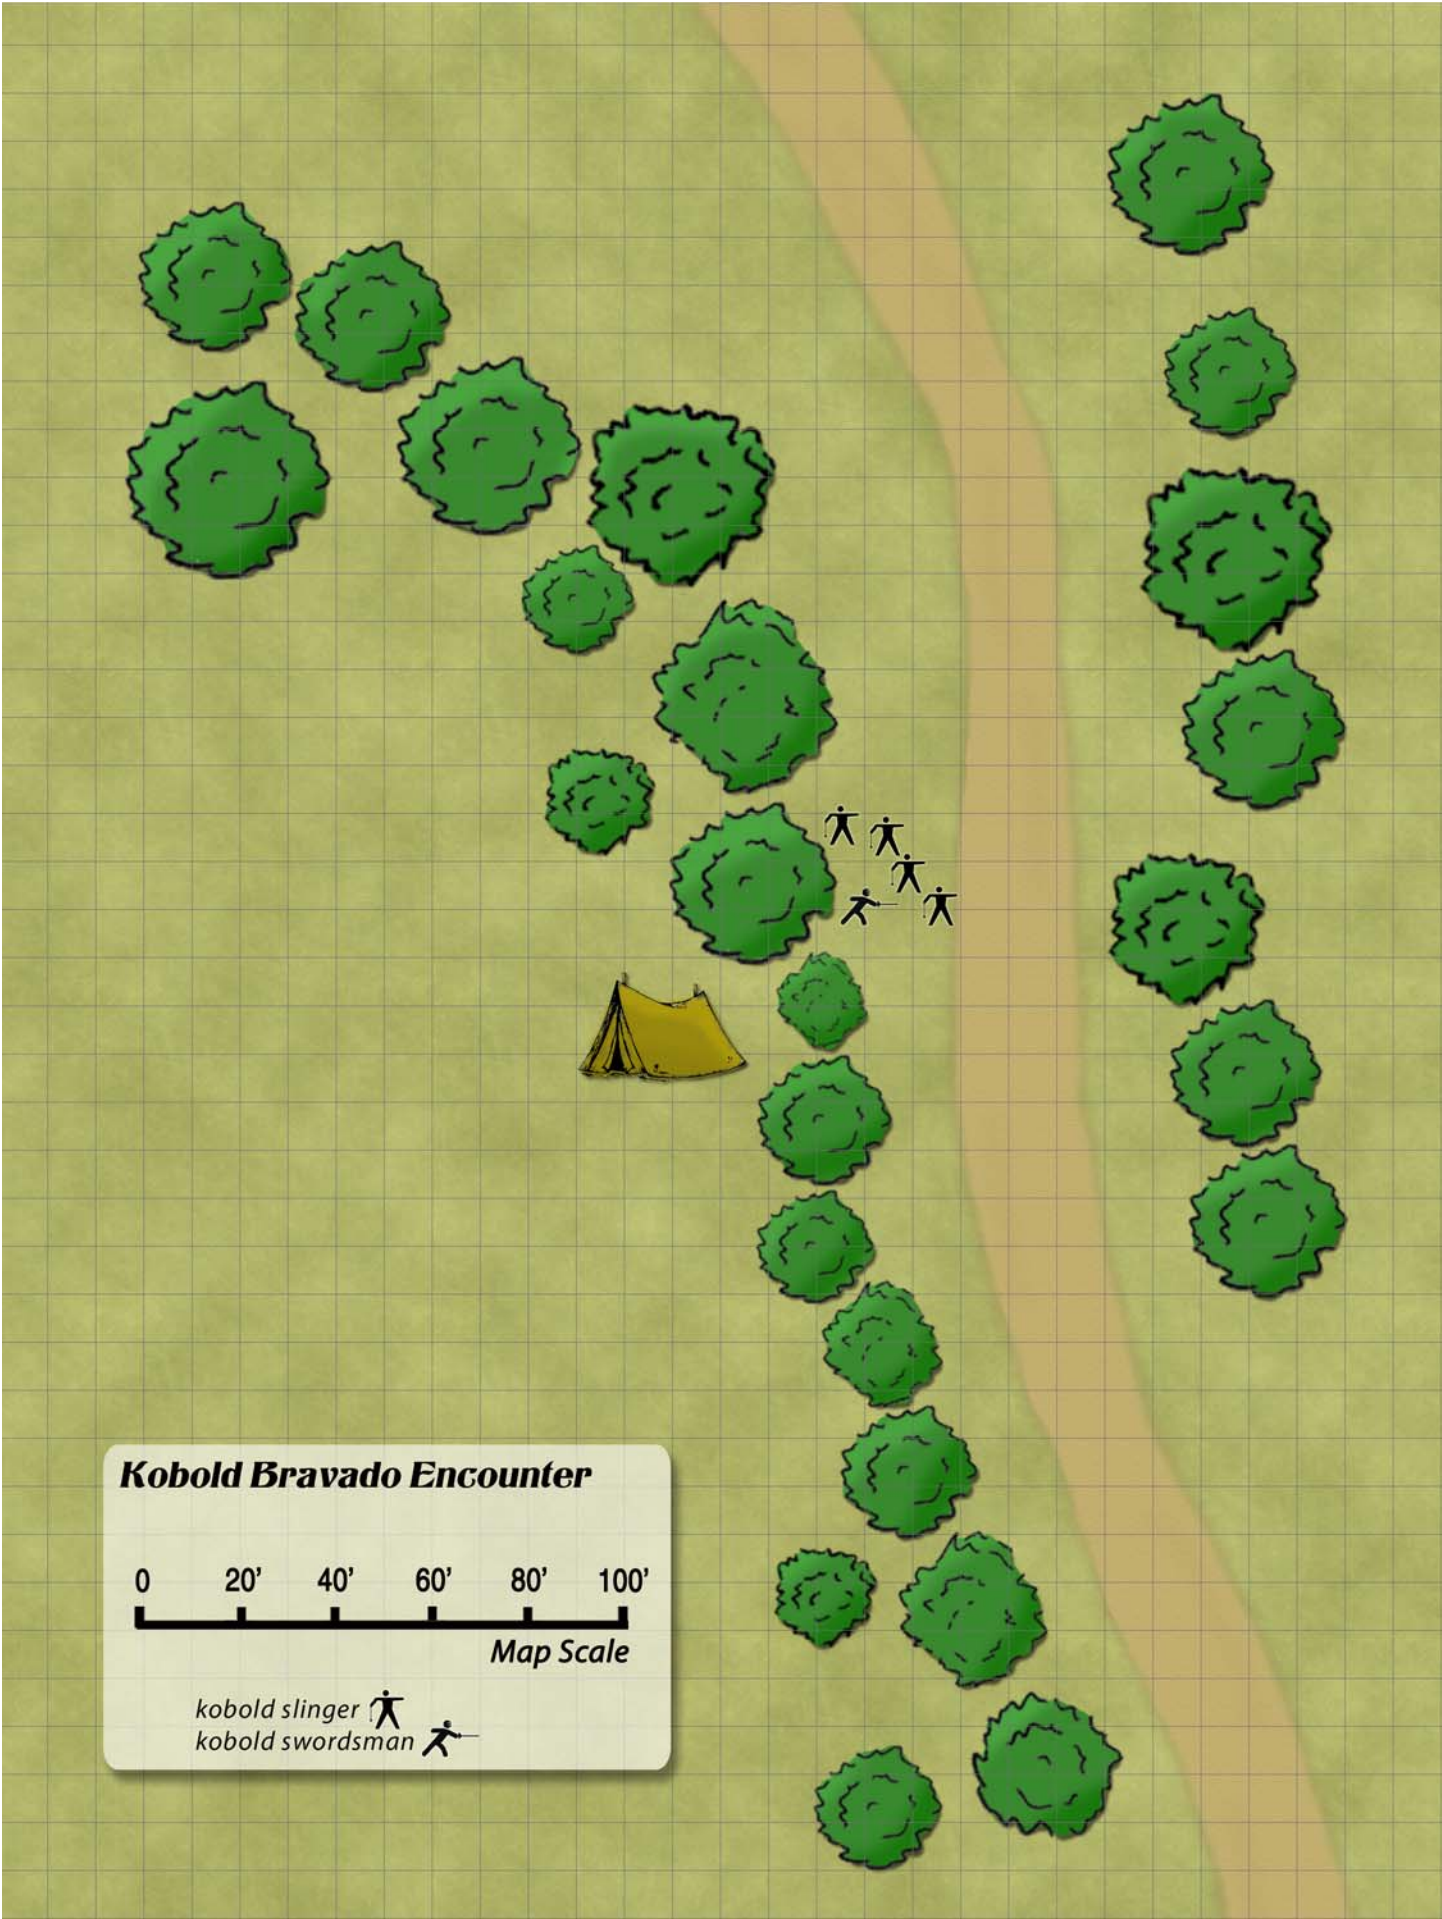 Kobold Bravado Encounter
0 20’ 40’ 60’ 80’ 100’
Map Scale
kobold slinger
kobold swordsman